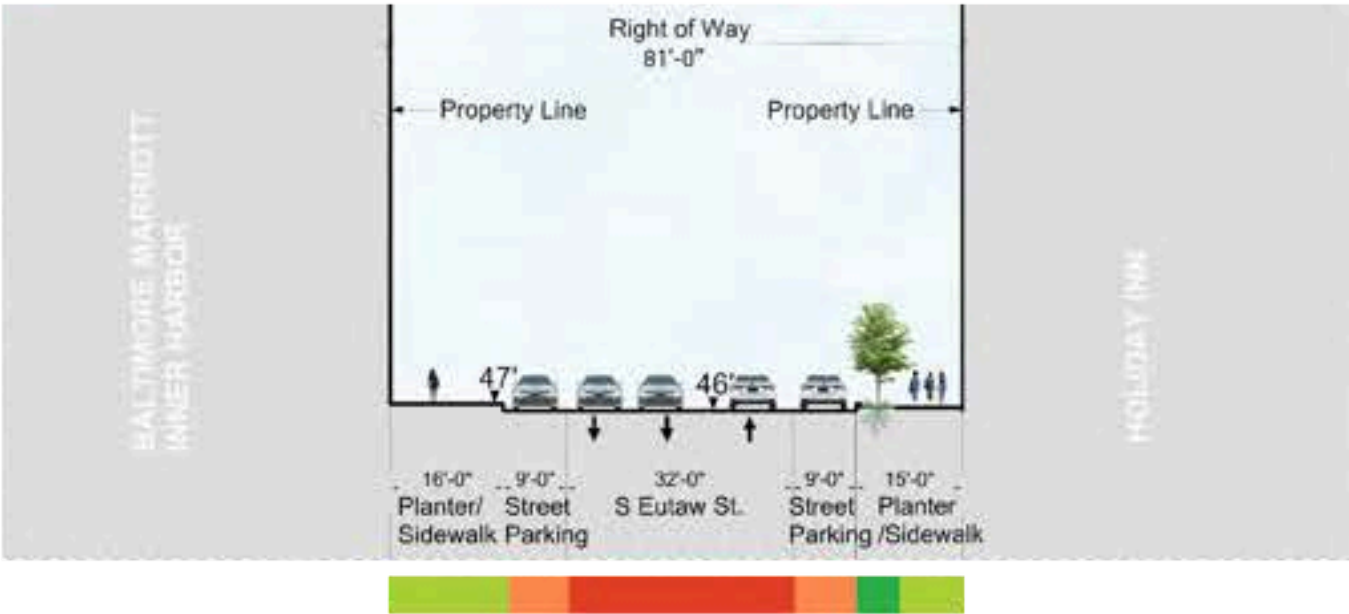 Right of Way
81'-0"
Property Line
Property Line
BALTIMORE MARRIOTT
INNER HARBOR
HOLIDAY INN
47'
46'
16'-0"
9'-0"
32'-0"
9'-0"
15'-0"
Planter/
Sidewalk
Street
Parking
S Eutaw St.
Street
Parking
Planter
/Sidewalk